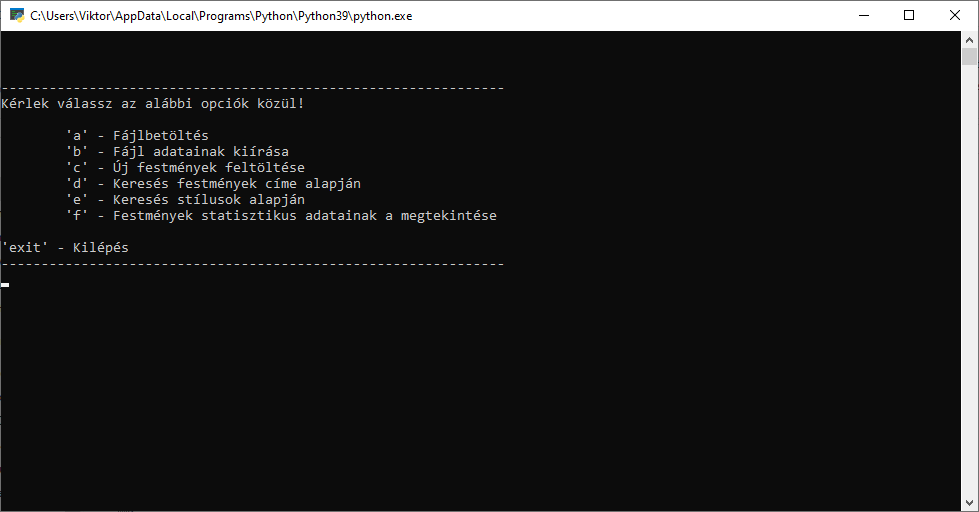 C:\Users\Viktor\AppData\Local\Programs\Python\Python39\python.exe
---------------------------------------------------------------
Kérlek válassz az alábbi opciók közül!
'a' - Fájlbetöltés
'b' - Fájl adatainak kiírása
'c' - Új festmények feltöltése
'd' - Keresés festmények címe alapján
'e' - Keresés stílusok alapján
'f' - Festmények statisztikus adatainak a megtekintése
'exit' - Kilépés
---------------------------------------------------------------